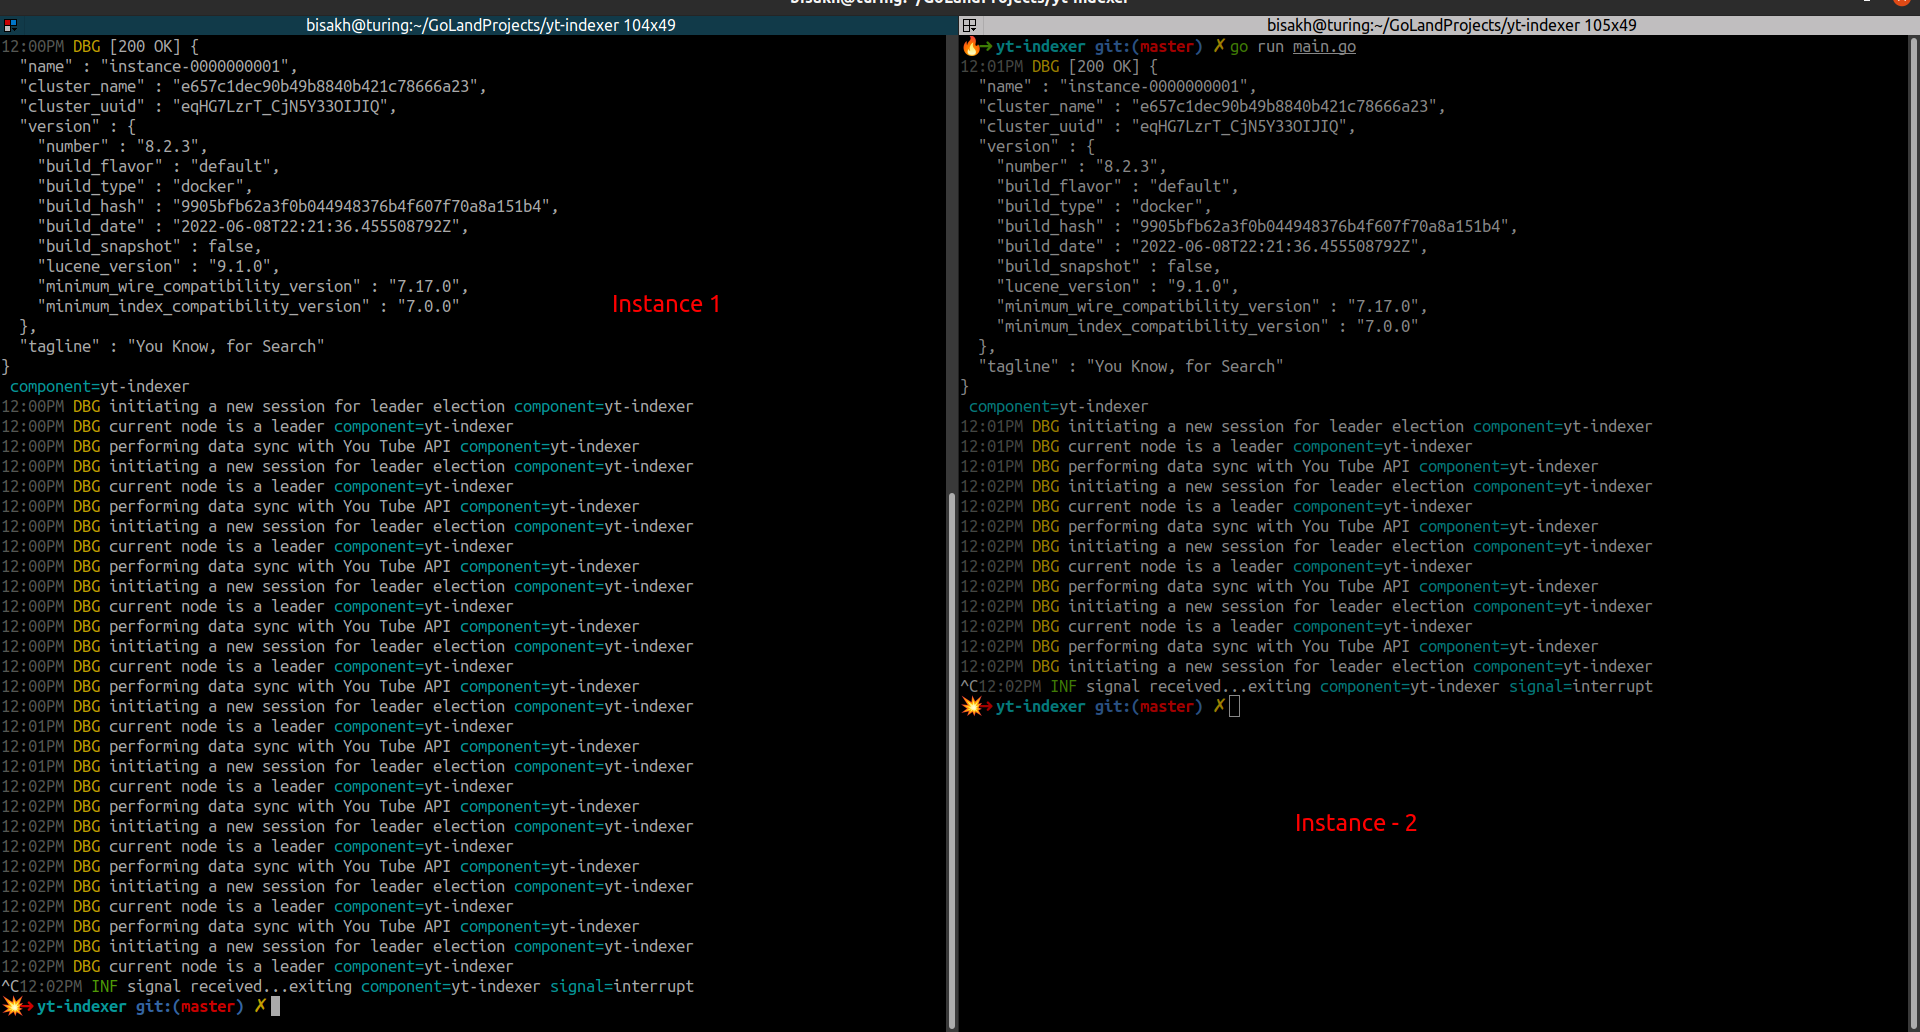 bisakh@turing:~/GoLandProjects/yt-indexer
bisakh@turing:~/GoLandProjects/yt-indexer 104x49
12:00PM DBG [200 OK] {
  "name" : "instance-0000000001",
  "cluster_name" : "e657c1dec90b49b8840b421c78666a23",
  "cluster_uuid" : "eqHG7LzrT_CjN5Y33OIJIQ",
  "version" : {
    "number" : "8.2.3",
    "build_flavor" : "default",
    "build_type" : "docker",
    "build_hash" : "9905bfb62a3f0b044948376b4f607f70a8a151b4",
    "build_date" : "2022-06-08T22:21:36.455508792Z",
    "build_snapshot" : false,
    "lucene_version" : "9.1.0",
    "minimum_wire_compatibility_version" : "7.17.0",
    "minimum_index_compatibility_version" : "7.0.0"
Instance 1
  },
  "tagline" : "You Know, for Search"
}
 component=yt-indexer
12:00PM DBG initiating a new session for leader election component=yt-indexer
12:00PM DBG current node is a leader component=yt-indexer
12:00PM DBG performing data sync with You Tube API component=yt-indexer
12:00PM DBG initiating a new session for leader election component=yt-indexer
12:00PM DBG current node is a leader component=yt-indexer
12:00PM DBG performing data sync with You Tube API component=yt-indexer
12:00PM DBG initiating a new session for leader election component=yt-indexer
12:00PM DBG current node is a leader component=yt-indexer
12:00PM DBG performing data sync with You Tube API component=yt-indexer
12:00PM DBG initiating a new session for leader election component=yt-indexer
12:00PM DBG current node is a leader component=yt-indexer
12:00PM DBG performing data sync with You Tube API component=yt-indexer
12:00PM DBG initiating a new session for leader election component=yt-indexer
12:00PM DBG current node is a leader component=yt-indexer
12:00PM DBG performing data sync with You Tube API component=yt-indexer
12:00PM DBG initiating a new session for leader election component=yt-indexer
12:01PM DBG current node is a leader component=yt-indexer
12:01PM DBG performing data sync with You Tube API component=yt-indexer
12:01PM DBG initiating a new session for leader election component=yt-indexer
12:02PM DBG current node is a leader component=yt-indexer
12:02PM DBG performing data sync with You Tube API component=yt-indexer
12:02PM DBG initiating a new session for leader election component=yt-indexer
12:02PM DBG current node is a leader component=yt-indexer
12:02PM DBG performing data sync with You Tube API component=yt-indexer
12:02PM DBG initiating a new session for leader election component=yt-indexer
12:02PM DBG current node is a leader component=yt-indexer
12:02PM DBG performing data sync with You Tube API component=yt-indexer
12:02PM DBG initiating a new session for leader election component=yt-indexer
12:02PM DBG current node is a leader component=yt-indexer
^C12:02PM INF signal received...exiting component=yt-indexer signal=interrupt
💥→ yt-indexer git:(master) ✗
bisakh@turing:~/GoLandProjects/yt-indexer 105x49
🔥→ yt-indexer git:(master) ✗ go run main.go
12:01PM DBG [200 OK] {
  "name" : "instance-0000000001",
  "cluster_name" : "e657c1dec90b49b8840b421c78666a23",
  "cluster_uuid" : "eqHG7LzrT_CjN5Y33OIJIQ",
  "version" : {
    "number" : "8.2.3",
    "build_flavor" : "default",
    "build_type" : "docker",
    "build_hash" : "9905bfb62a3f0b044948376b4f607f70a8a151b4",
    "build_date" : "2022-06-08T22:21:36.455508792Z",
    "build_snapshot" : false,
    "lucene_version" : "9.1.0",
    "minimum_wire_compatibility_version" : "7.17.0",
    "minimum_index_compatibility_version" : "7.0.0"
  },
  "tagline" : "You Know, for Search"
}
 component=yt-indexer
12:01PM DBG initiating a new session for leader election component=yt-indexer
12:01PM DBG current node is a leader component=yt-indexer
12:01PM DBG performing data sync with You Tube API component=yt-indexer
12:02PM DBG initiating a new session for leader election component=yt-indexer
12:02PM DBG current node is a leader component=yt-indexer
12:02PM DBG performing data sync with You Tube API component=yt-indexer
12:02PM DBG initiating a new session for leader election component=yt-indexer
12:02PM DBG current node is a leader component=yt-indexer
12:02PM DBG performing data sync with You Tube API component=yt-indexer
12:02PM DBG initiating a new session for leader election component=yt-indexer
12:02PM DBG current node is a leader component=yt-indexer
12:02PM DBG performing data sync with You Tube API component=yt-indexer
12:02PM DBG initiating a new session for leader election component=yt-indexer
^C12:02PM INF signal received...exiting component=yt-indexer signal=interrupt
💥→ yt-indexer git:(master) ✗
Instance - 2